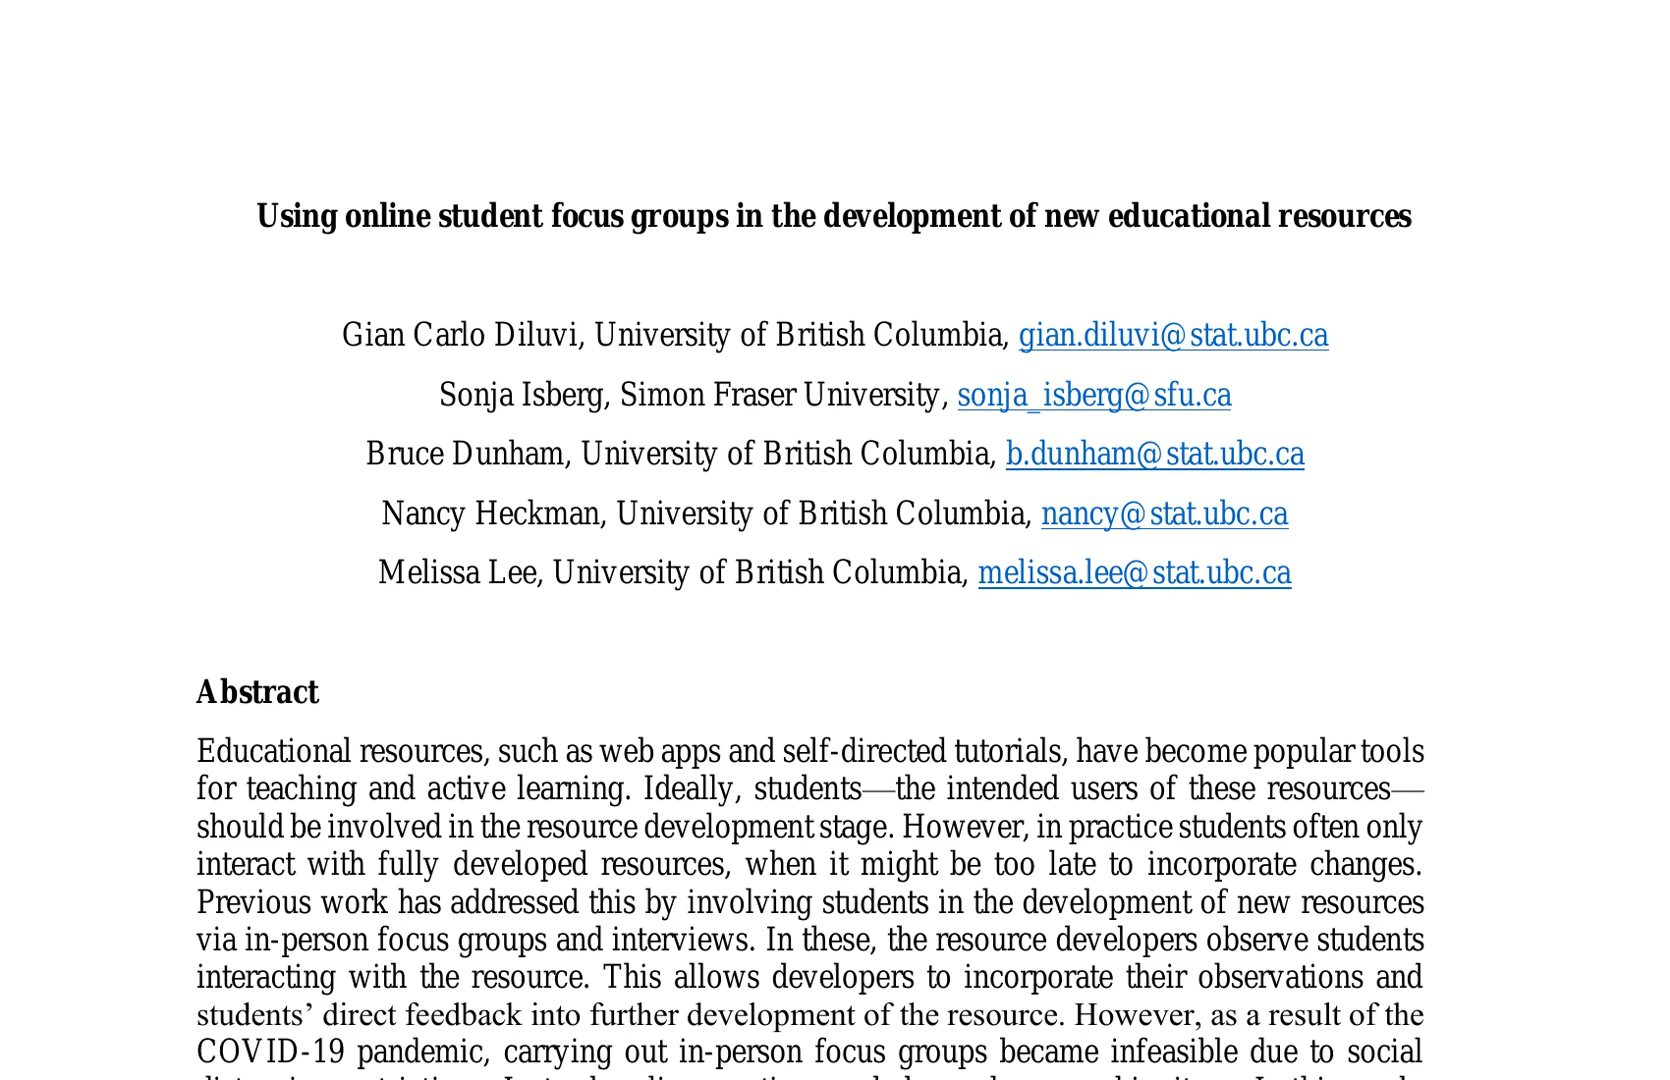 Using online student focus groups in the development of new educational resources
Gian Carlo Diluvi, University of British Columbia, gian.diluvi@stat.ubc.ca
Sonja Isberg, Simon Fraser University, sonja_isberg@sfu.ca
Bruce Dunham, University of British Columbia, b.dunham@stat.ubc.ca
Nancy Heckman, University of British Columbia, nancy@stat.ubc.ca
Melissa Lee, University of British Columbia, melissa.lee@stat.ubc.ca
Abstract
Educational resources, such as web apps and self-directed tutorials, have become popular tools
for teaching and active learning. Ideally, students—the intended users of these resources—
should be involved in the resource development stage. However, in practice students often only
interact with fully developed resources, when it might be too late to incorporate changes.
Previous work has addressed this by involving students in the development of new resources
via in-person focus groups and interviews. In these, the resource developers observe students
interacting with the resource. This allows developers to incorporate their observations and
students’ direct feedback into further development of the resource. However, as a result of the
COVID-19 pandemic, carrying out in-person focus groups became infeasible due to social